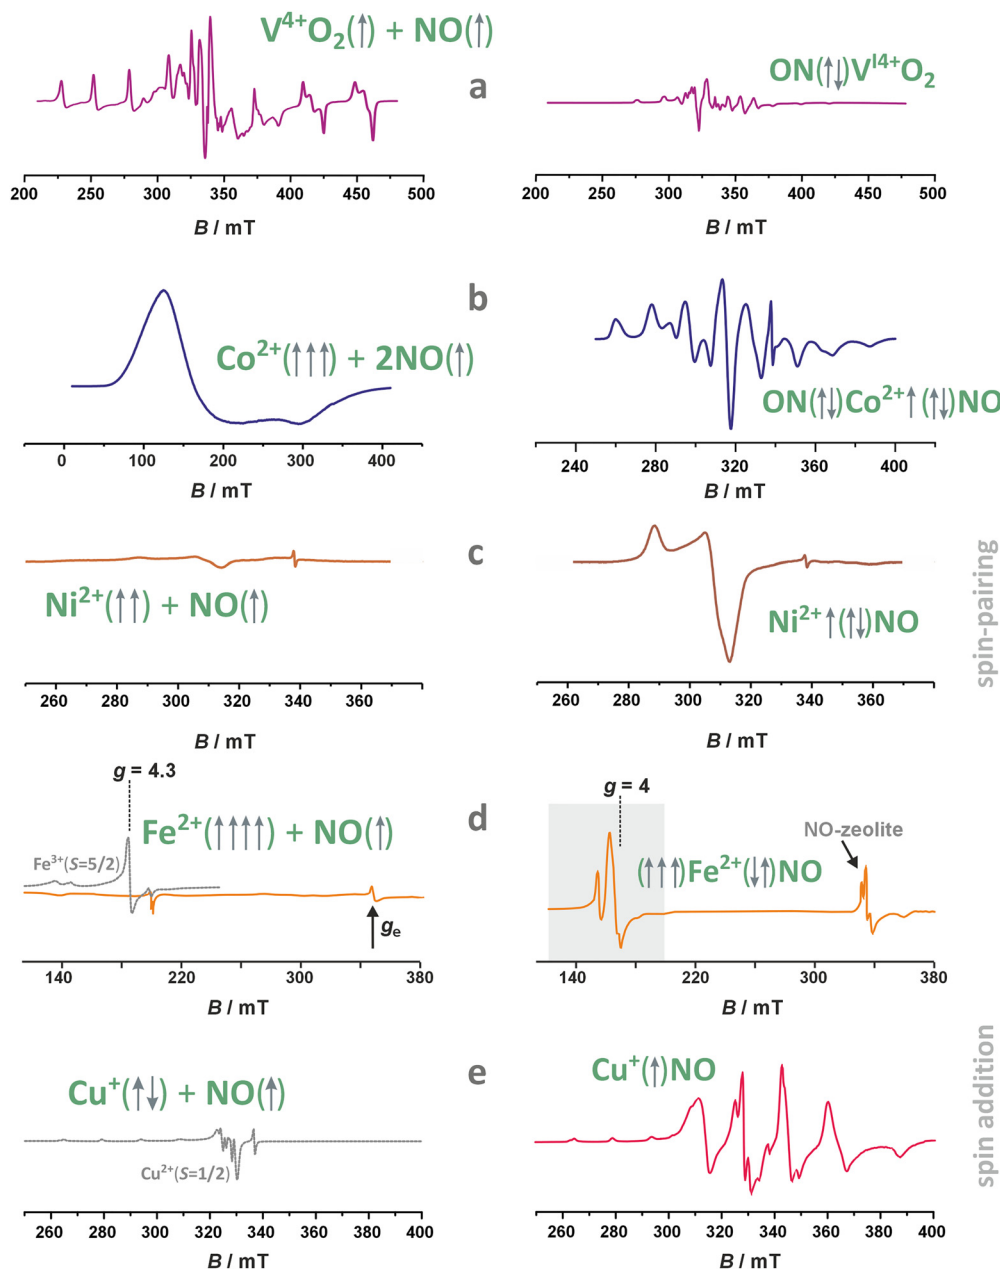 V⁴⁺O₂(↑) + NO(↑)
a
ON(↑↓)Vᴵ⁴⁺O₂
200 250 300 350 400 450 500
B / mT
200 250 300 350 400 450 500
B / mT
b
Co²⁺(↑↑↑) + 2NO(↑)
ON(↑↓)Co²⁺↑(↑↓)NO
0 100 200 300 400
B / mT
240 280 320 360 400
B / mT
c
Ni²⁺(↑↑) + NO(↑)
Ni²⁺↑(↑↓)NO
spin-pairing
260 280 300 320 340 360
B / mT
260 280 300 320 340 360
B / mT
g = 4.3
d
Fe²⁺(↑↑↑↑) + NO(↑)
Fe³⁺(S=5/2)
gₑ
g = 4
NO-zeolite
(↑↑↑)Fe²⁺(↓↑)NO
140 220 300 380
B / mT
140 220 300 380
B / mT
e
Cu⁺(↑↓) + NO(↑)
Cu²⁺(S=1/2)
Cu⁺(↑)NO
spin addition
260 280 300 320 340 360 380 400
B / mT
260 280 300 320 340 360 380 400
B / mT